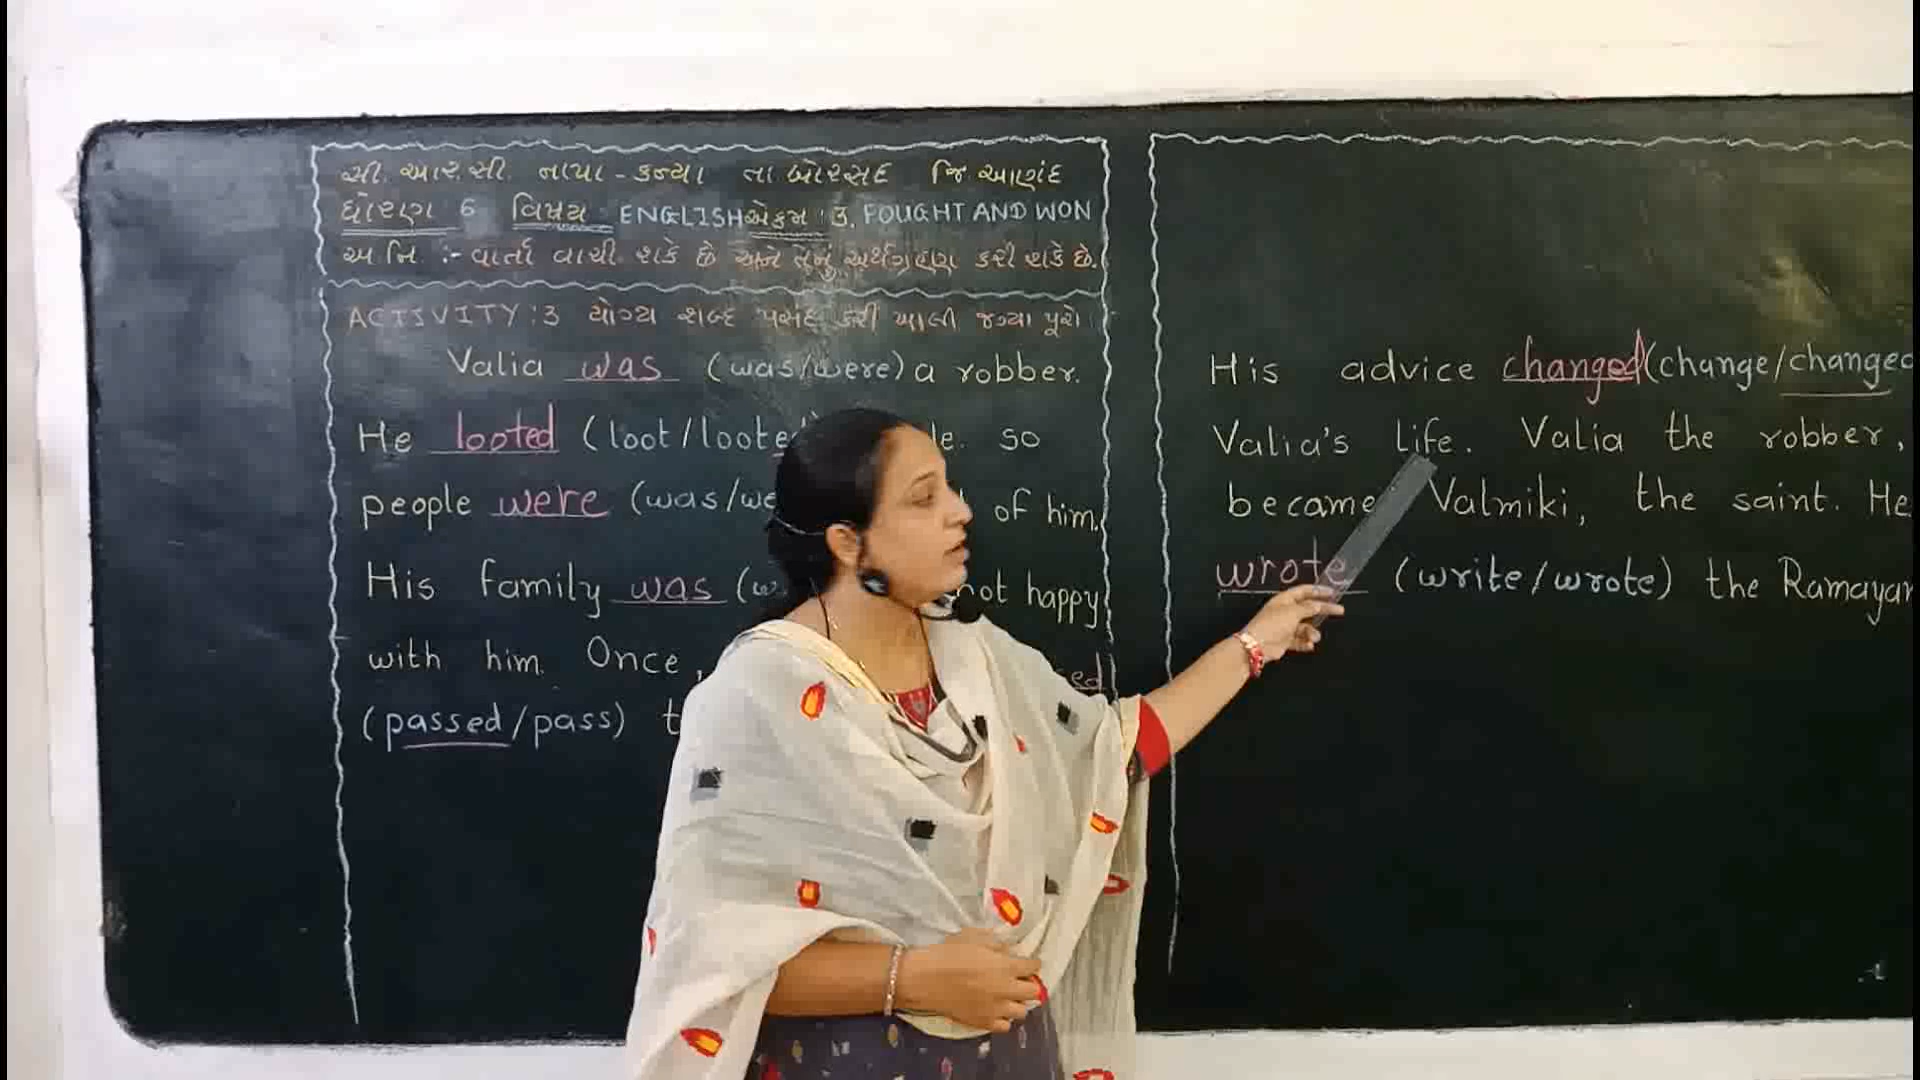 સી. આર.સી. નાપા - કન્યા તા. બોરસદ જિ. આણંદ
ધોરણ 6 વિષય : ENGLISH એકમ : 3. FOUGHT AND WON
અ. નિ. :- વાર્તા વાચી શકે છે અને તેનું અર્થગ્રહણ કરી શકે છે.
ACTIVITY : 3 યોગ્ય શબ્દ પસંદ કરી ખાલી જગ્યા પૂરો
Valia was (was/were) a robber.
He looted (loot/looted so
people were (was/we of him.
His family was not happy
with him. Once,
(passed/pass)
His advice changed (change/changed
Valia's life. Valia the robber,
became Valmiki, the saint. He
wrote (write/wrote) the Ramayan